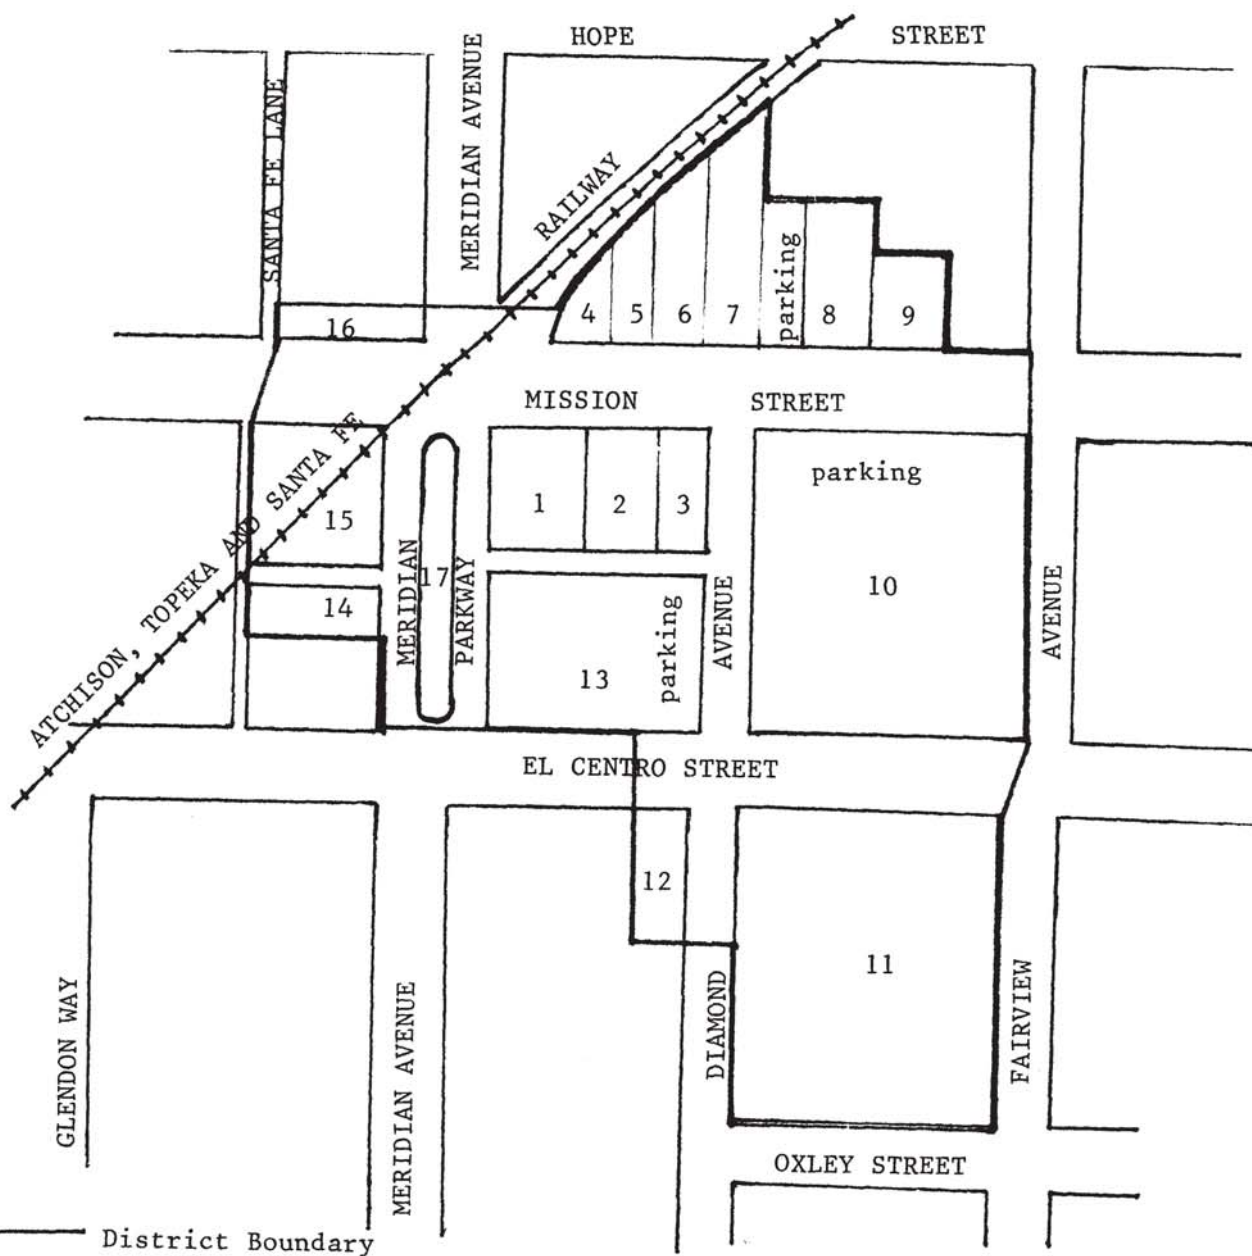 HOPE STREET
SANTA FE LANE
MERIDIAN AVENUE
RAILWAY
16
4 5 6 7 parking 8 9
MISSION STREET
ATCHISON, TOPEKA AND SANTA FE
15
1 2 3
parking
10
14
MERIDIAN PARKWAY
17
13
parking
AVENUE
AVENUE
EL CENTRO STREET
12
11
GLENDON WAY
MERIDIAN AVENUE
DIAMOND
FAIRVIEW
OXLEY STREET
District Boundary